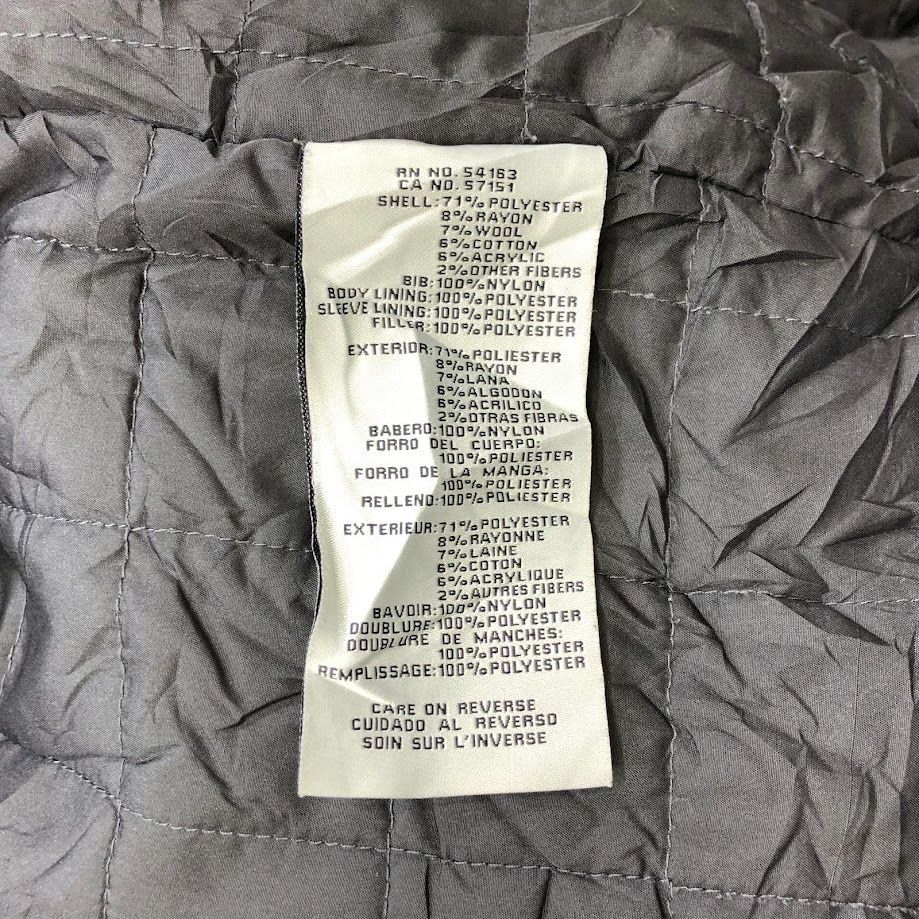 RN NO. 54163
CA NO. 57151
SHELL:71%POLYESTER
8%RAYON
7%WOOL
6%COTTON
6%ACRYLIC
2%OTHER FIBERS
BIB:100%NYLON
BODY LINING:100%POLYESTER
SLEEVE LINING:100%POLYESTER
FILLER:100%POLYESTER
EXTERIOR:71%POLIESTER
8%RAYON
7%LANA
6%ALGODON
6%ACRILICO
2%OTRAS FIBRAS
BABERO:100%NYLON
FORRO DEL CUERPO:
100%POLIESTER
FORRO DE LA MANGA:
100%POLIESTER
RELLENO:100%POLIESTER
EXTERIEUR:71%POLYESTER
8%RAYONNE
7%LAINE
6%COTON
6%ACRYLIQUE
2%AUTRES FIBERS
BAVOIR:100%NYLON
DOUBLURE:100%POLYESTER
DOUBLURE DE MANCHES:
100%POLYESTER
REMPLISSAGE:100%POLYESTER
CARE ON REVERSE
CUIDADO AL REVERSO
SOIN SUR L'INVERSE